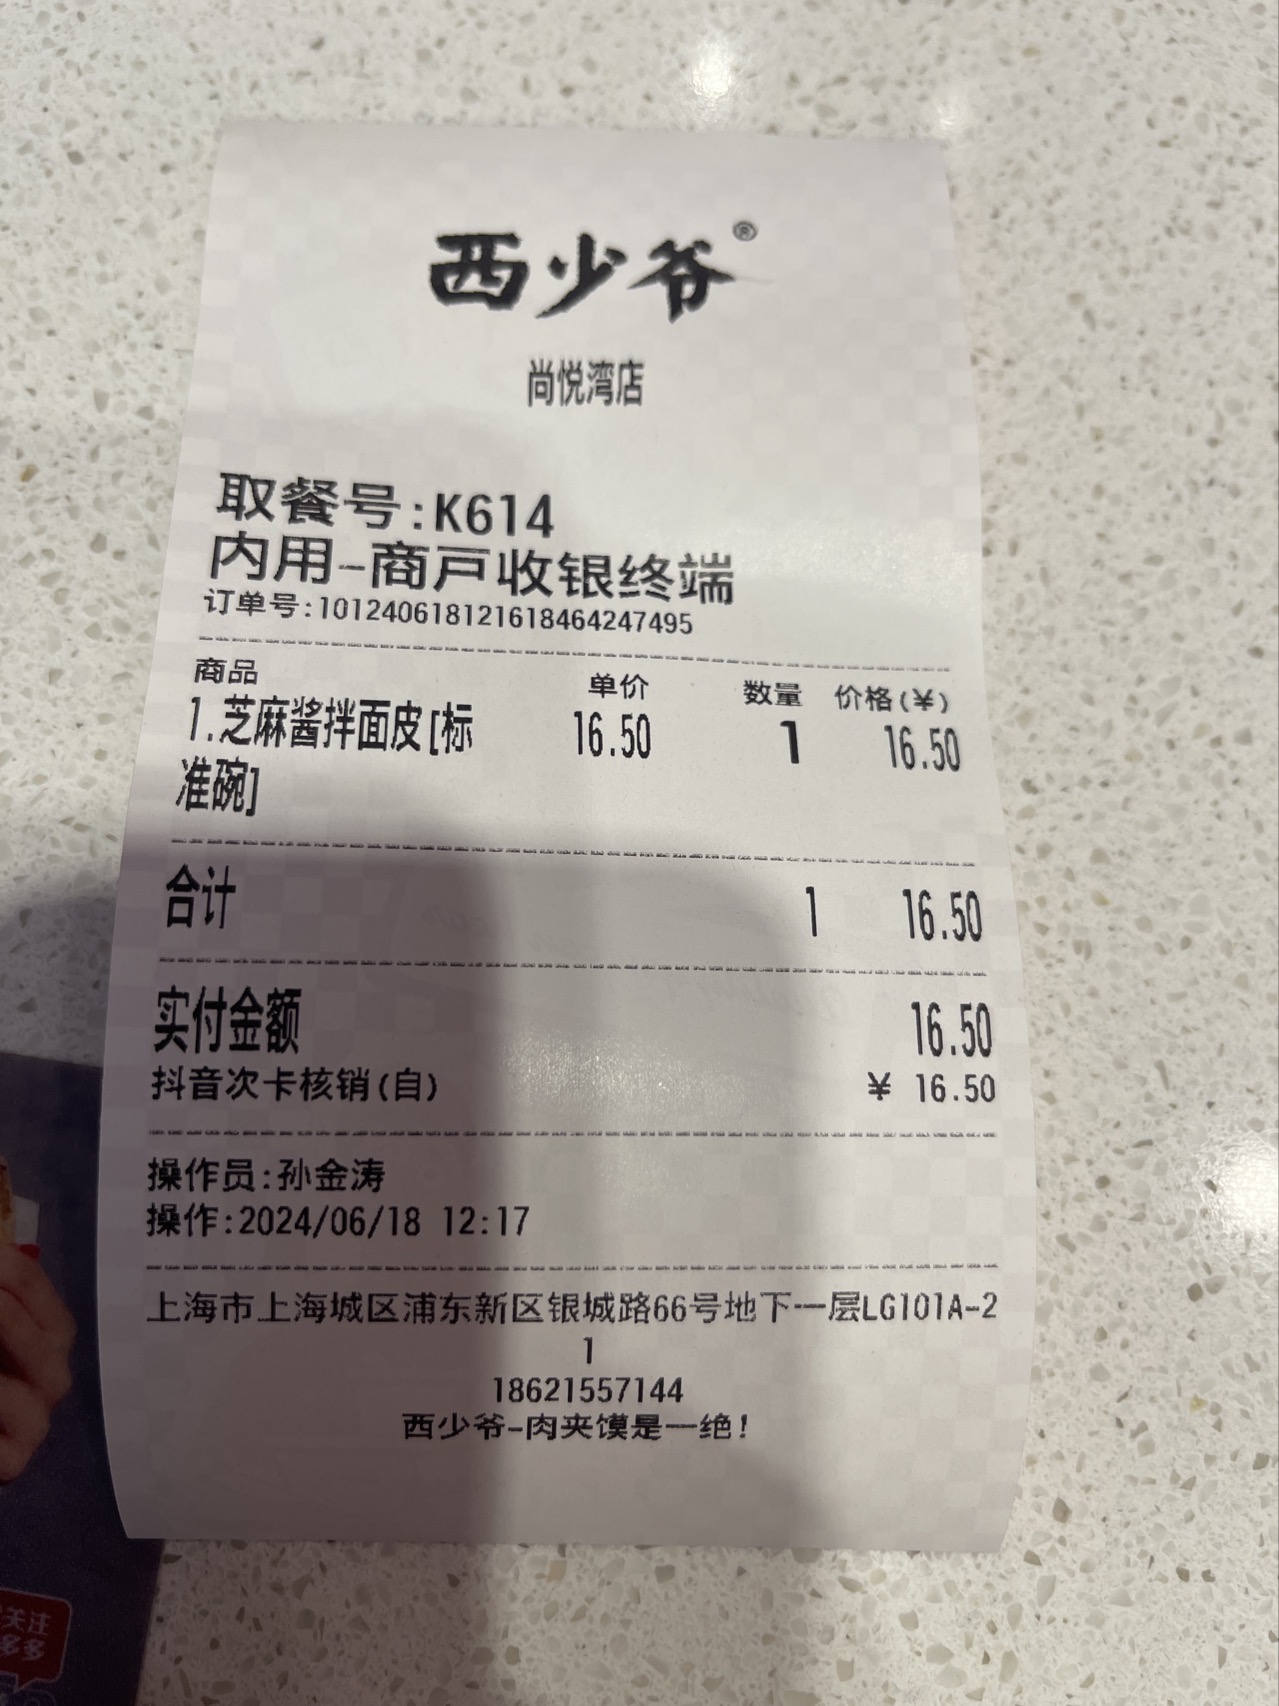 西少爷®
尚悦湾店
取餐号:K614
内用-商戸收银终端
订单号:101240618121618464247495
商品 单价 数量 价格(¥)
1.芝麻酱拌面皮[标 16.50 1 16.50
准碗]
合计 1 16.50
实付金额 16.50
抖音次卡核销(自) ¥ 16.50
操作员:孙金涛
操作:2024/06/18 12:17
上海市上海城区浦东新区银城路66号地下一层LG101A-2
1
18621557144
西少爷-肉夹馍是一绝!
关注
多多